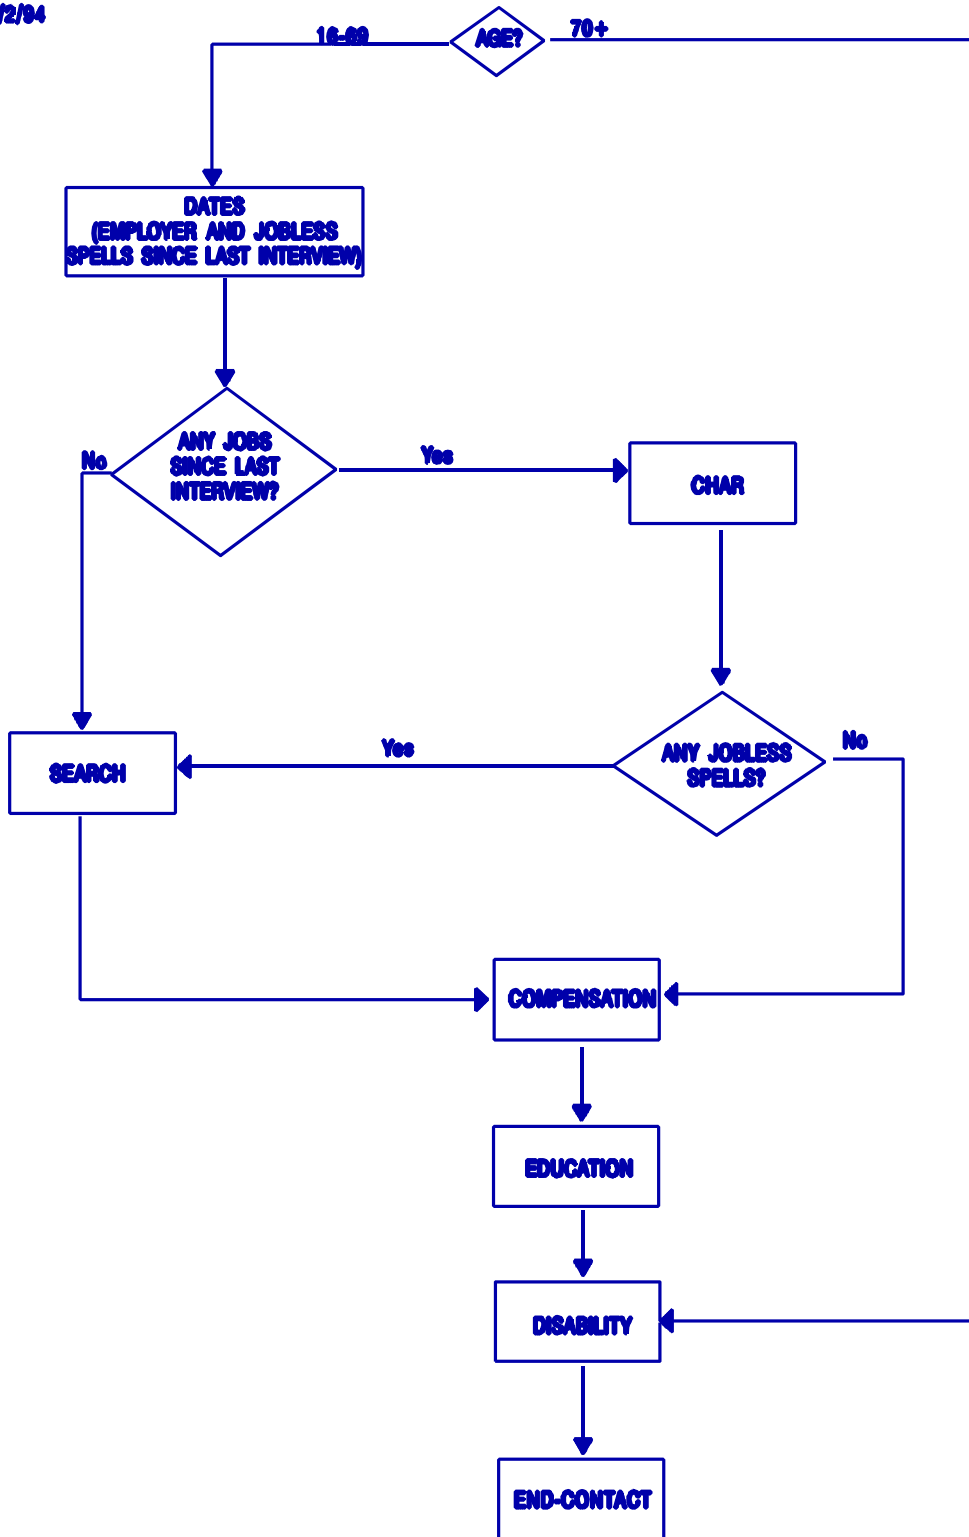 /2/94
16-69
AGE?
70+
DATES
(EMPLOYER AND JOBLESS
SPELLS SINCE LAST INTERVIEW)
ANY JOBS
SINCE LAST
INTERVIEW?
No
Yes
CHAR
SEARCH
Yes
ANY JOBLESS
SPELLS?
No
COMPENSATION
EDUCATION
DISABILITY
END-CONTACT